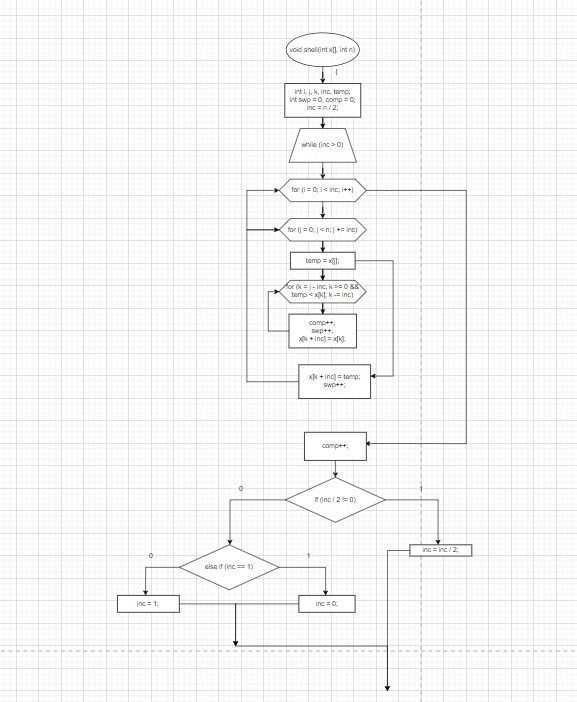 void shell(int x[], int n)
{
int i, j, k, inc, temp;
int swp = 0, comp = 0;
inc = n / 2;
while (inc > 0)
for (i = 0; i < inc; i++)
for (j = 0; j < n; j += inc)
temp = x[j];
for (k = j - inc; k >= 0 &&
temp < x[k]; k -= inc)
comp++;
swp++;
x[k + inc] = x[k];
x[k + inc] = temp;
swp++;
comp++;
0
1
if (inc / 2 != 0)
inc = inc / 2;
0
1
else if (inc == 1)
inc = 1;
inc = 0;